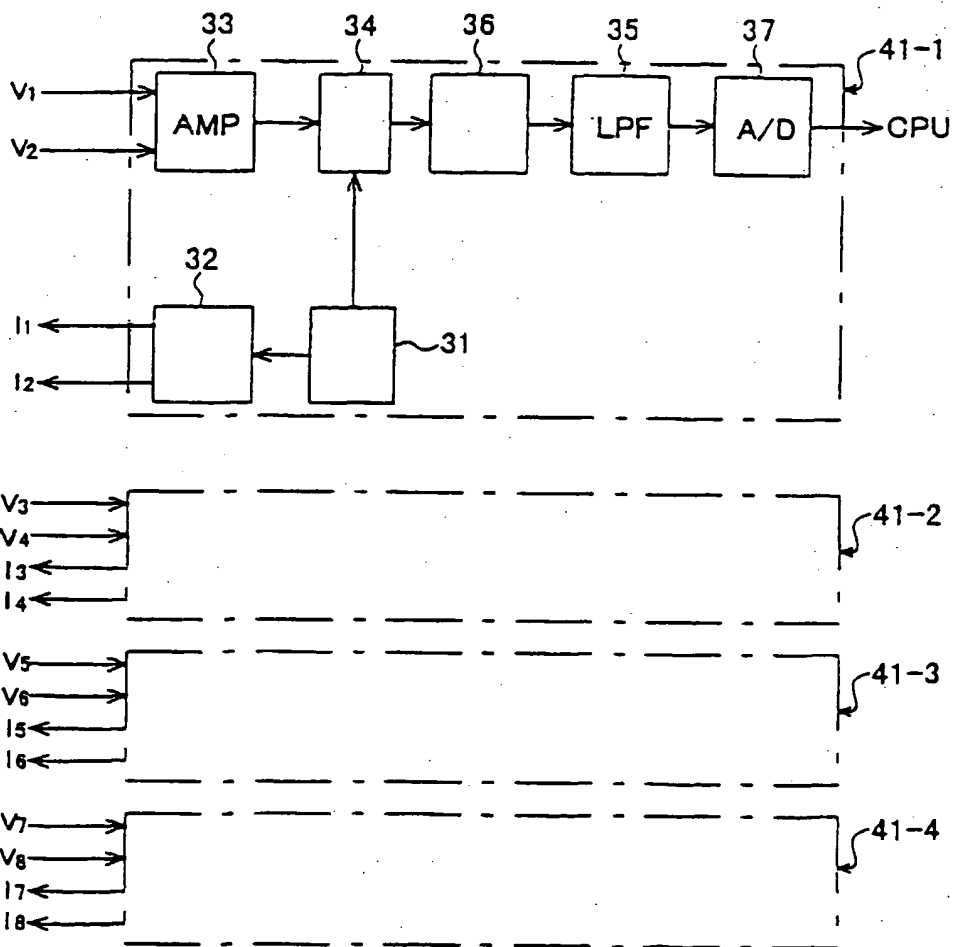 33 34 36 35 37 41-1
V1 AMP LPF A/D CPU
V2
32
I1 31
I2
V3 41-2
V4
I3
I4
V5 41-3
V6
I5
I6
V7 41-4
V8
I7
I8